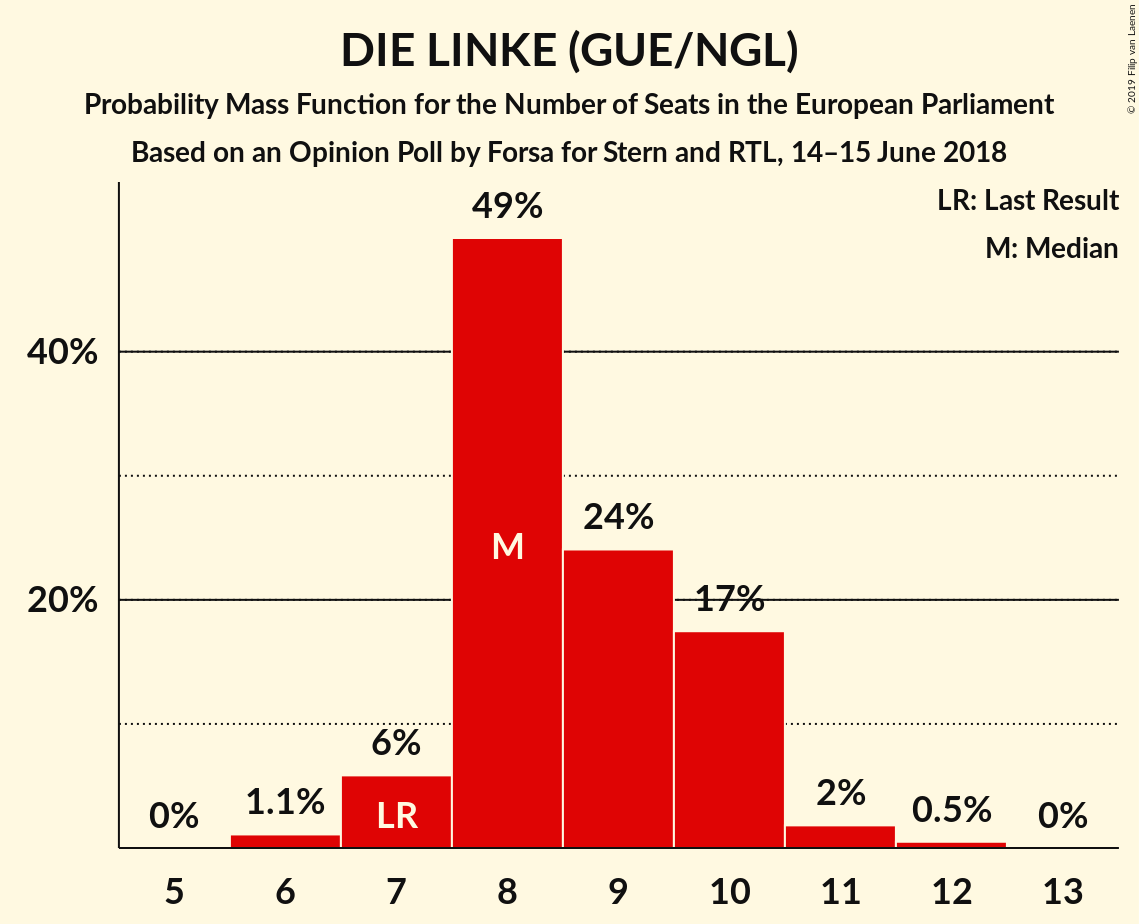 DIE LINKE (GUE/NGL)
Probability Mass Function for the Number of Seats in the European Parliament
Based on an Opinion Poll by Forsa for Stern and RTL, 14–15 June 2018
© 2019 Filip van Laenen
LR: Last Result
M: Median
49%
40%
24%
M
20%
17%
6%
LR
0%
1.1%
2%
0.5%
0%
5 6 7 8 9 10 11 12 13